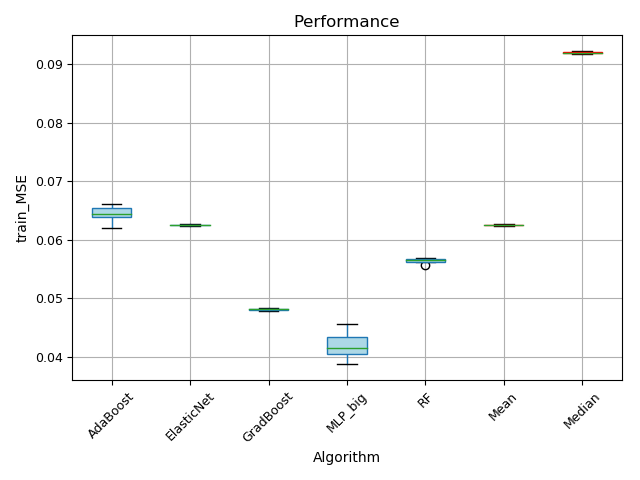 Performance
train_MSE
0.09
0.08
0.07
0.06
0.05
0.04
AdaBoost
ElasticNet
GradBoost
MLP_big
RF
Mean
Median
Algorithm